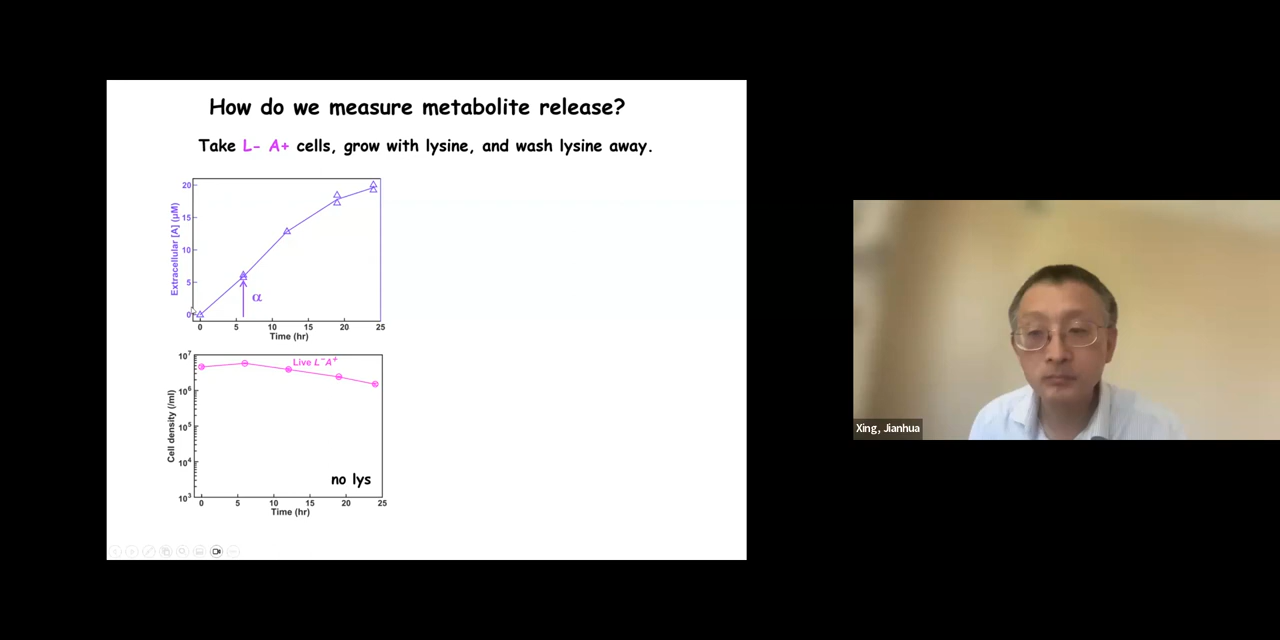 How do we measure metabolite release?
Take L- A+ cells, grow with lysine, and wash lysine away.
20
15
10
5
0
Extracellular [A] (μM)
α
0 5 10 15 20 25
Time (hr)
10⁷
10⁶
10⁵
10⁴
10³
Cell density (/ml)
Live L⁻A⁺
no lys
0 5 10 15 20 25
Time (hr)
Xing, Jianhua